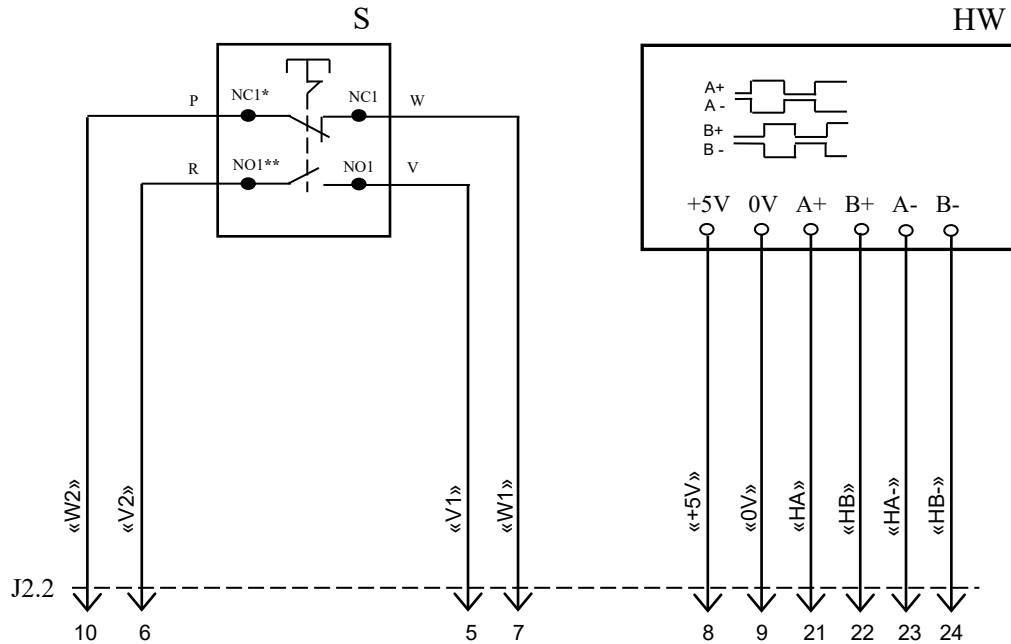 S
HW
P NC1* NC1 W
R NO1** NO1 V
A+
A -
B+
B -
+5V 0V A+ B+ A- B-
«W2» «V2» «V1» «W1» «+5V» «0V» «HA» «HB» «HA-» «HB-»
J2.2
10 6 5 7 8 9 21 22 23 24